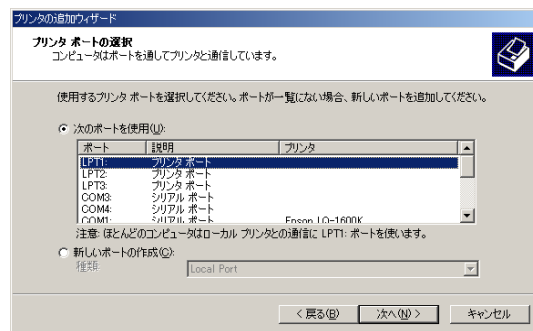 プリンタの追加ウィザード
プリンタ ポートの選択
コンピュータはポートを通してプリンタと通信しています。
使用するプリンタ ポートを選択してください。ポートが一覧にない場合、新しいポートを追加してください。
次のポートを使用(U):
ポート 説明 プリンタ
LPT1: プリンタ ポート
LPT2: プリンタ ポート
LPT3: プリンタ ポート
COM3: シリアル ポート
COM4: シリアル ポート
COM1: シリアル ポート Epson LQ-1600K
注意: ほとんどのコンピュータはローカル プリンタとの通信に LPT1: ポートを使います。
新しいポートの作成(C):
種類 Local Port
< 戻る(B) 次へ(N) > キャンセル